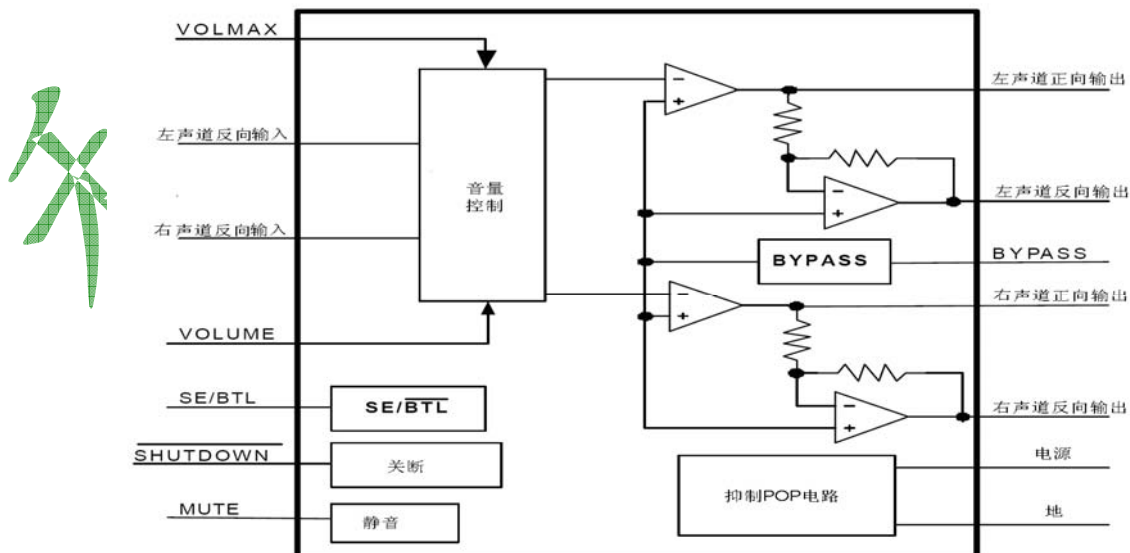 VOLMAX
左声道反向输入
右声道反向输入
VOLUME
SE/BTL
SHUTDOWN
MUTE
音量
控制
SE/BTL
关断
静音
−
+
−
+
BYPASS
−
+
−
+
抑制POP电路
左声道正向输出
左声道反向输出
BYPASS
右声道正向输出
右声道反向输出
电源
地